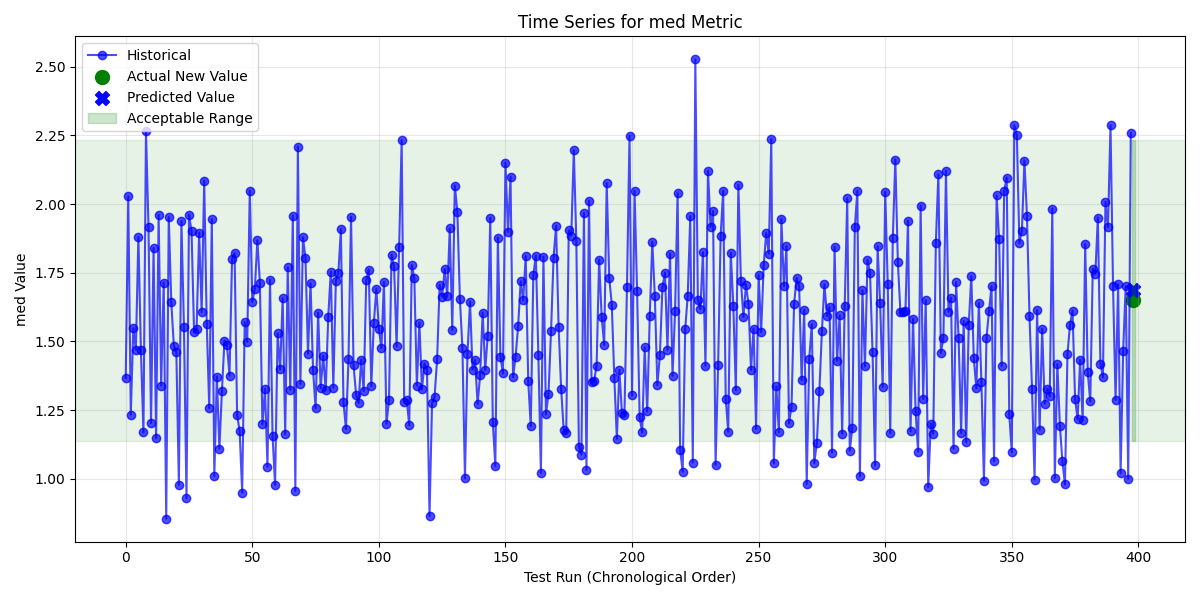 Time Series for med Metric
Historical
Actual New Value
Predicted Value
Acceptable Range
med Value
2.50
2.25
2.00
1.75
1.50
1.25
1.00
0 50 100 150 200 250 300 350 400
Test Run (Chronological Order)